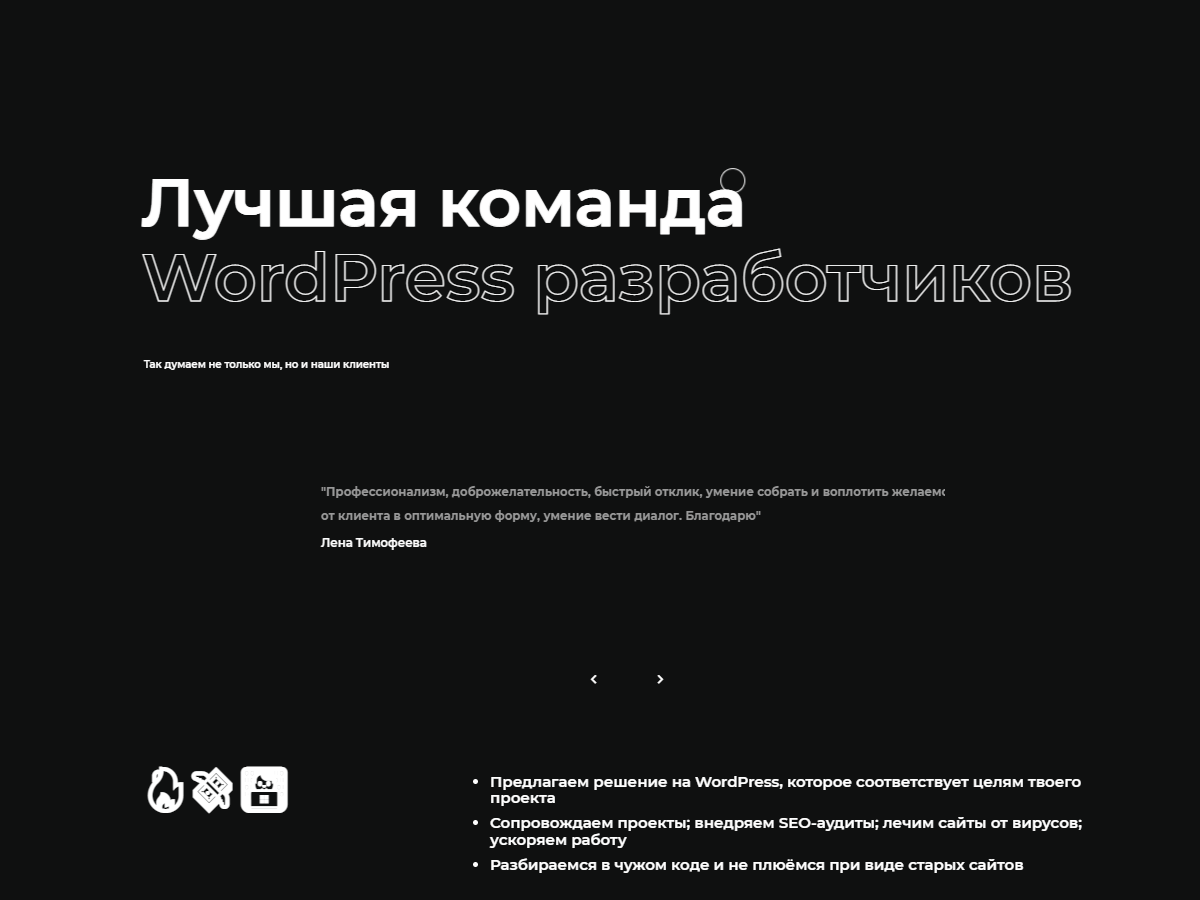 Лучшая команда
WordPress разработчиков
Так думаем не только мы, но и наши клиенты
"Профессионализм, доброжелательность, быстрый отклик, умение собрать и воплотить желаемо
от клиента в оптимальную форму, умение вести диалог. Благодарю"
Лена Тимофеева
Предлагаем решение на WordPress, которое соответствует целям твоего
проекта
Сопровождаем проекты; внедряем SEO-аудиты; лечим сайты от вирусов;
ускоряем работу
Разбираемся в чужом коде и не плюёмся при виде старых сайтов